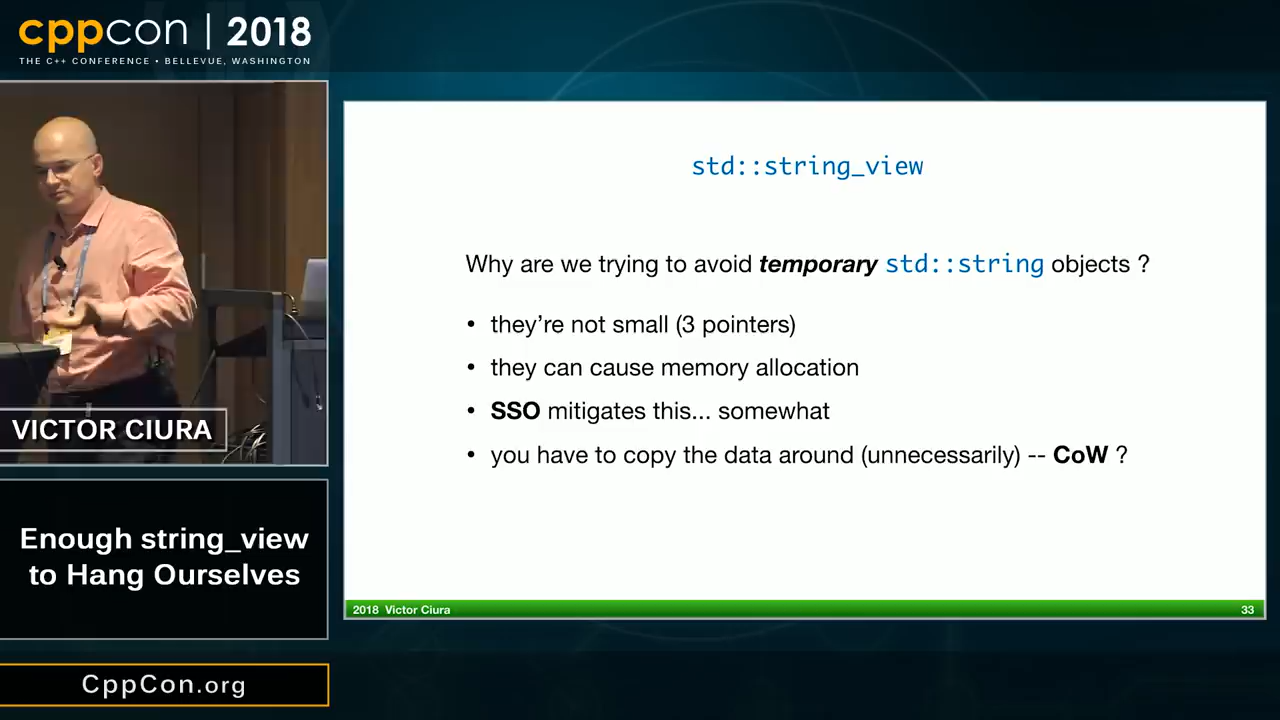 cppcon | 2018
THE C++ CONFERENCE • BELLEVUE, WASHINGTON
VICTOR CIURA
Enough string_view
to Hang Ourselves
CppCon.org
std::string_view
Why are we trying to avoid temporary std::string objects ?
• they’re not small (3 pointers)
• they can cause memory allocation
• SSO mitigates this... somewhat
• you have to copy the data around (unnecessarily) -- CoW ?
2018 Victor Ciura
33